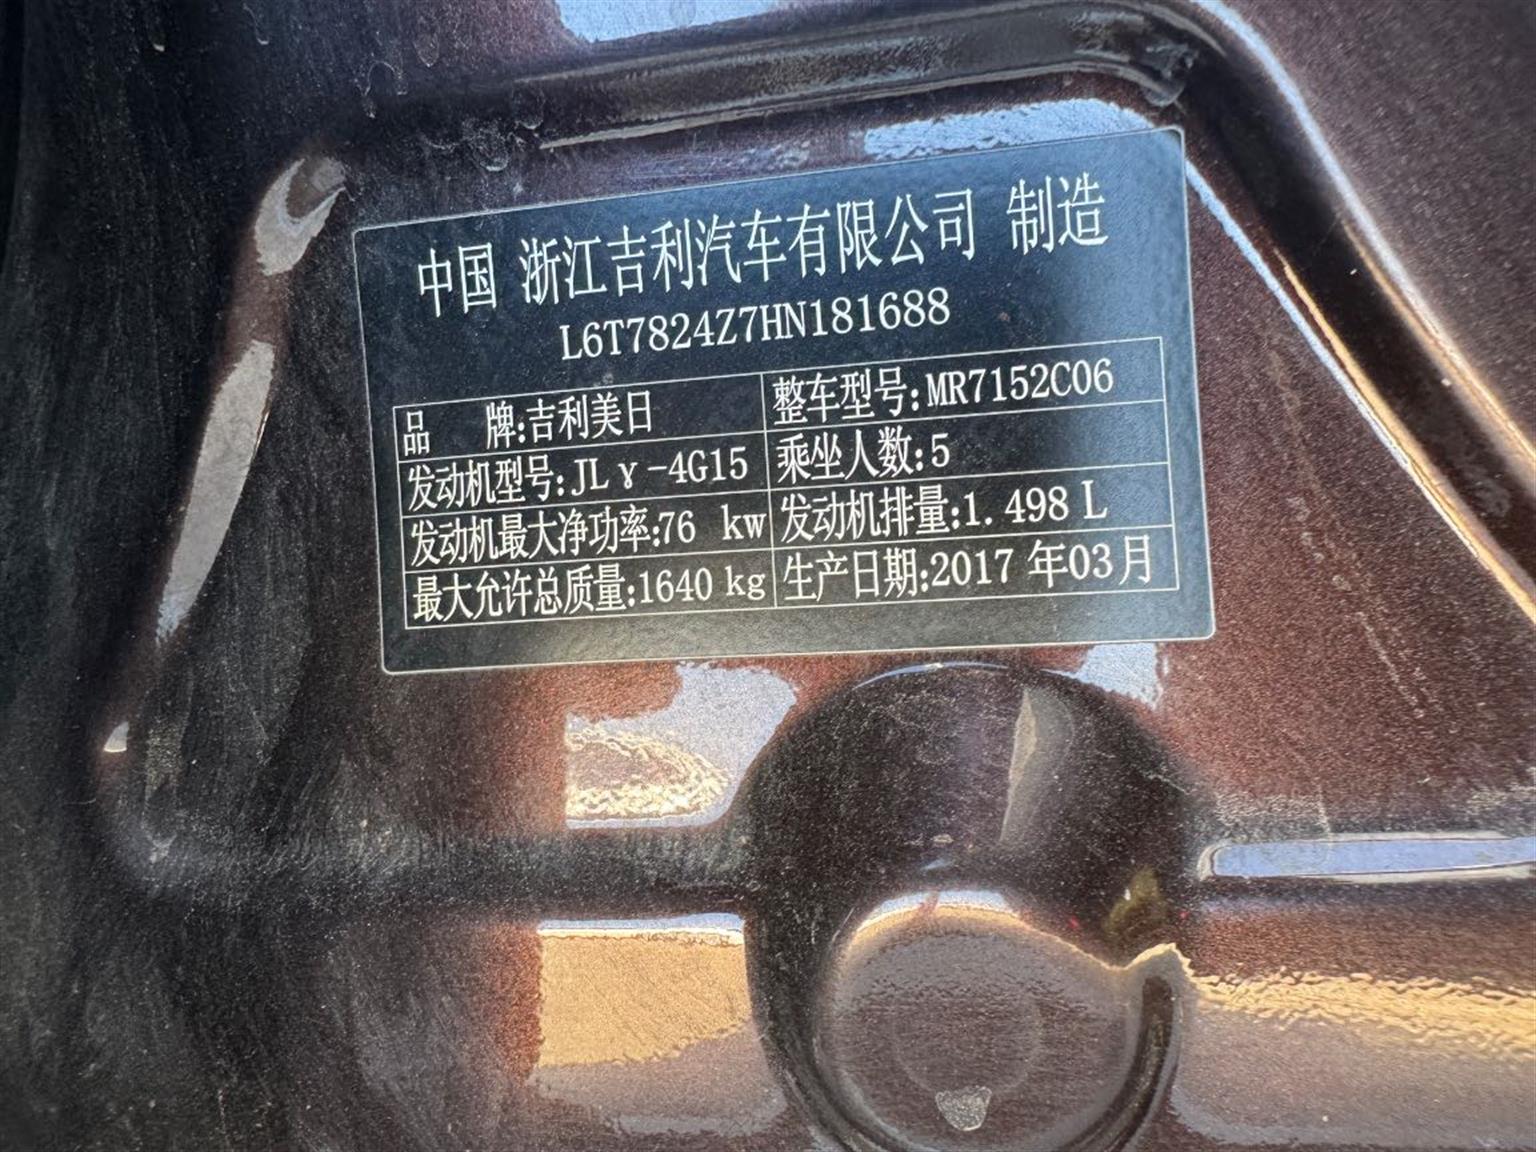 中国 浙江吉利汽车有限公司 制造
L6T7824Z7HN181688
品 牌:吉利美日 整车型号:MR7152C06
发动机型号:JLγ-4G15 乘坐人数:5
发动机最大净功率:76 kw 发动机排量:1.498 L
最大允许总质量:1640 kg 生产日期:2017 年03月